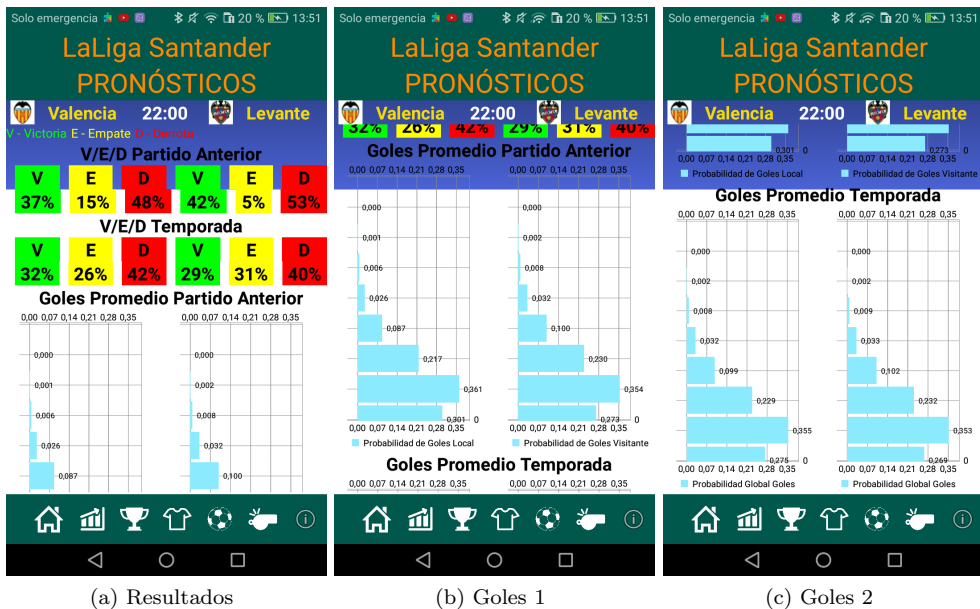 Solo emergencia 20 % 13:51
LaLiga Santander
PRONÓSTICOS
Valencia 22:00 Levante
V - Victoria E - Empate D - Derrota
V/E/D Partido Anterior
V E D V E D
37% 15% 48% 42% 5% 53%
V/E/D Temporada
V E D V E D
32% 26% 42% 29% 31% 40%
Goles Promedio Partido Anterior
0,00 0,07 0,14 0,21 0,28 0,35 0,00 0,07 0,14 0,21 0,28 0,35
0,000 0,000
0,001 0,002
0,006 0,008
0,026 0,032
0,087 0,100
(a) Resultados
Solo emergencia 20 % 13:51
LaLiga Santander
PRONÓSTICOS
Valencia 22:00 Levante
32% 26% 42% 29% 31% 40%
Goles Promedio Partido Anterior
0,00 0,07 0,14 0,21 0,28 0,35 0,00 0,07 0,14 0,21 0,28 0,35
0,000 0,000
0,001 0,002
0,006 0,008
0,026 0,032
0,087 0,100
0,217 0,230
0,361 0,354
0,301 0 0,273 0
0,00 0,07 0,14 0,21 0,28 0,35 0,00 0,07 0,14 0,21 0,28 0,35
Probabilidad de Goles Local Probabilidad de Goles Visitante
Goles Promedio Temporada
0,00 0,07 0,14 0,21 0,28 0,35 0,00 0,07 0,14 0,21 0,28 0,35
(b) Goles 1
Solo emergencia 20 % 13:51
LaLiga Santander
PRONÓSTICOS
Valencia 22:00 Levante
0,301 0 0,273 0
0,00 0,07 0,14 0,21 0,28 0,35 0,00 0,07 0,14 0,21 0,28 0,35
Probabilidad de Goles Local Probabilidad de Goles Visitante
Goles Promedio Temporada
0,00 0,07 0,14 0,21 0,28 0,35 0,00 0,07 0,14 0,21 0,28 0,35
0,000 0,000
0,002 0,002
0,008 0,009
0,032 0,033
0,099 0,102
0,229 0,232
0,355 0,353
0,275 0 0,269 0
0,00 0,07 0,14 0,21 0,28 0,35 0,00 0,07 0,14 0,21 0,28 0,35
Probabilidad Global Goles Probabilidad Global Goles
(c) Goles 2